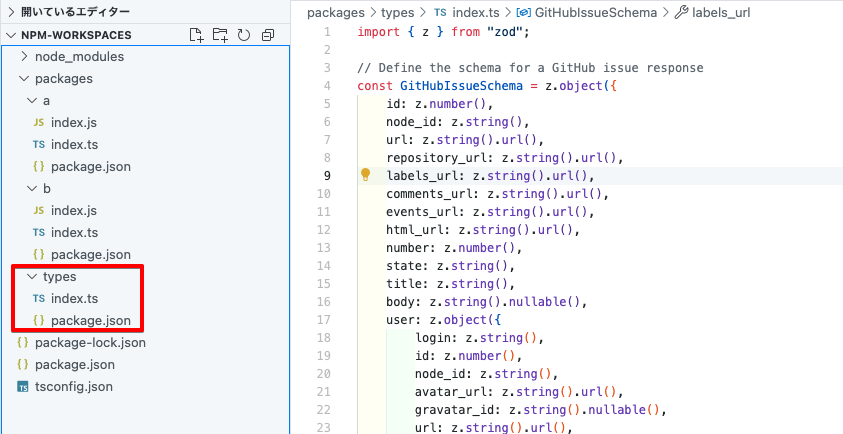 開いているエディター
NPM-WORKSPACES
node_modules
packages
a
JS index.js
TS index.ts
{ } package.json
b
JS index.js
TS index.ts
{ } package.json
types
TS index.ts
{ } package.json
{ } package-lock.json
{ } package.json
TS tsconfig.json
packages > types > TS index.ts > GitHubIssueSchema > labels_url
1 import { z } from "zod";
2
3 // Define the schema for a GitHub issue response
4 const GitHubIssueSchema = z.object({
5 id: z.number(),
6 node_id: z.string(),
7 url: z.string().url(),
8 repository_url: z.string().url(),
9 labels_url: z.string().url(),
10 comments_url: z.string().url(),
11 events_url: z.string().url(),
12 html_url: z.string().url(),
13 number: z.number(),
14 state: z.string(),
15 title: z.string(),
16 body: z.string().nullable(),
17 user: z.object({
18 login: z.string(),
19 id: z.number(),
20 node_id: z.string(),
21 avatar_url: z.string().url(),
22 gravatar_id: z.string().nullable(),
23 url: z.string().url(),